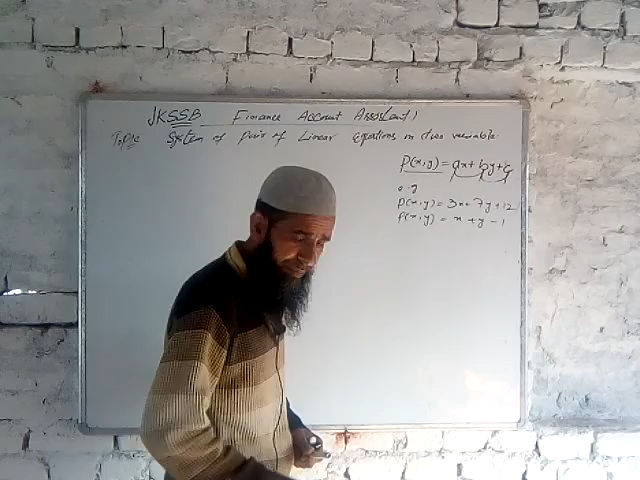 JKSSB Finance Account Assistant
Topic System of pair of Linear Equations in two variable
P(x,y) = ax + by + c
e.g
P(x,y) = 3x + 7y + 12
P(x,y) = x + y - 1